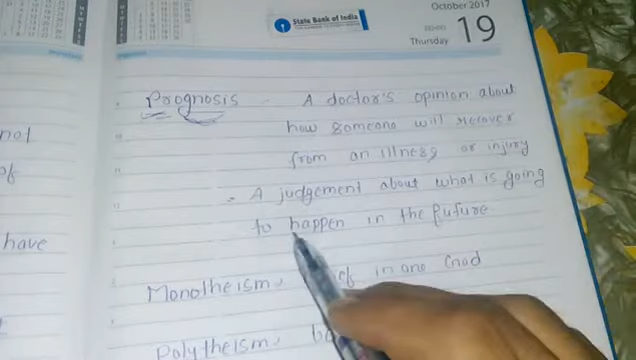 not
of
have
State Bank of India
October 2017
Thursday
19
Prognosis - A doctor's opinion about
how someone will recover
from an illness or injury
- A judgement about what is going
to happen in the future
Monotheism - ef in one God
Polytheism -